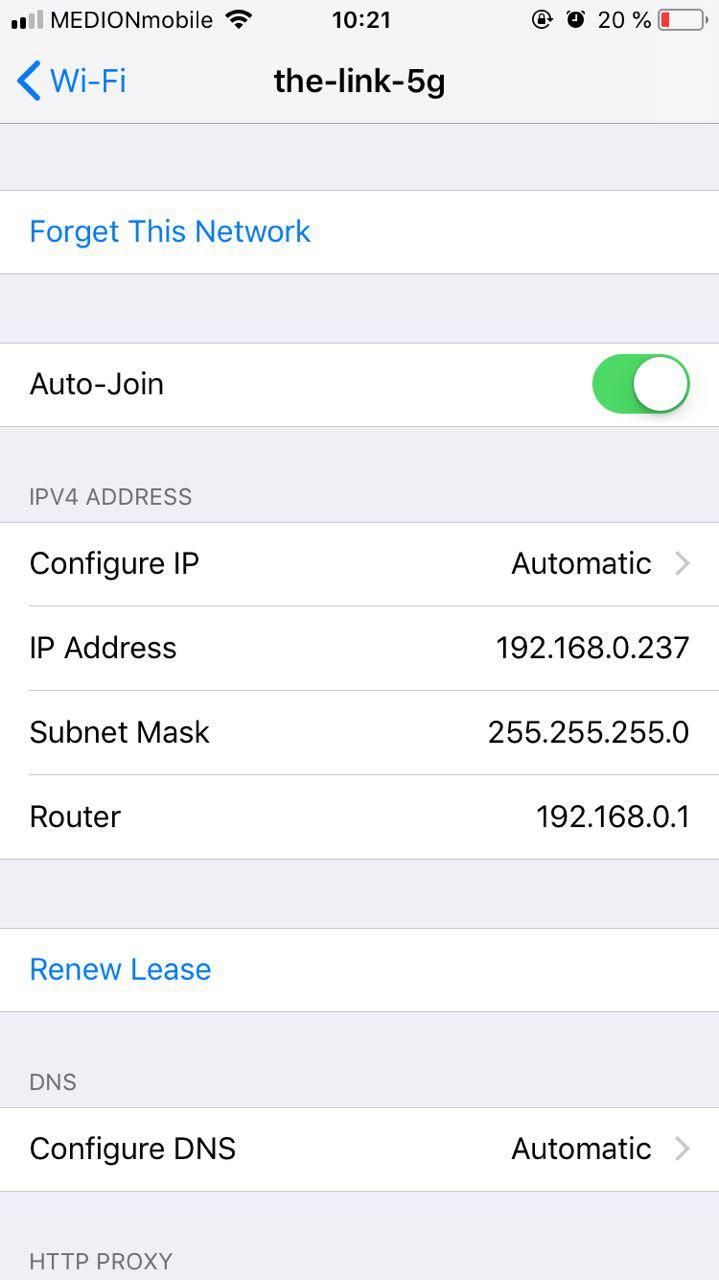 MEDIONmobile 10:21 20 %
Wi-Fi the-link-5g
Forget This Network
Auto-Join
IPV4 ADDRESS
Configure IP Automatic
IP Address 192.168.0.237
Subnet Mask 255.255.255.0
Router 192.168.0.1
Renew Lease
DNS
Configure DNS Automatic
HTTP PROXY